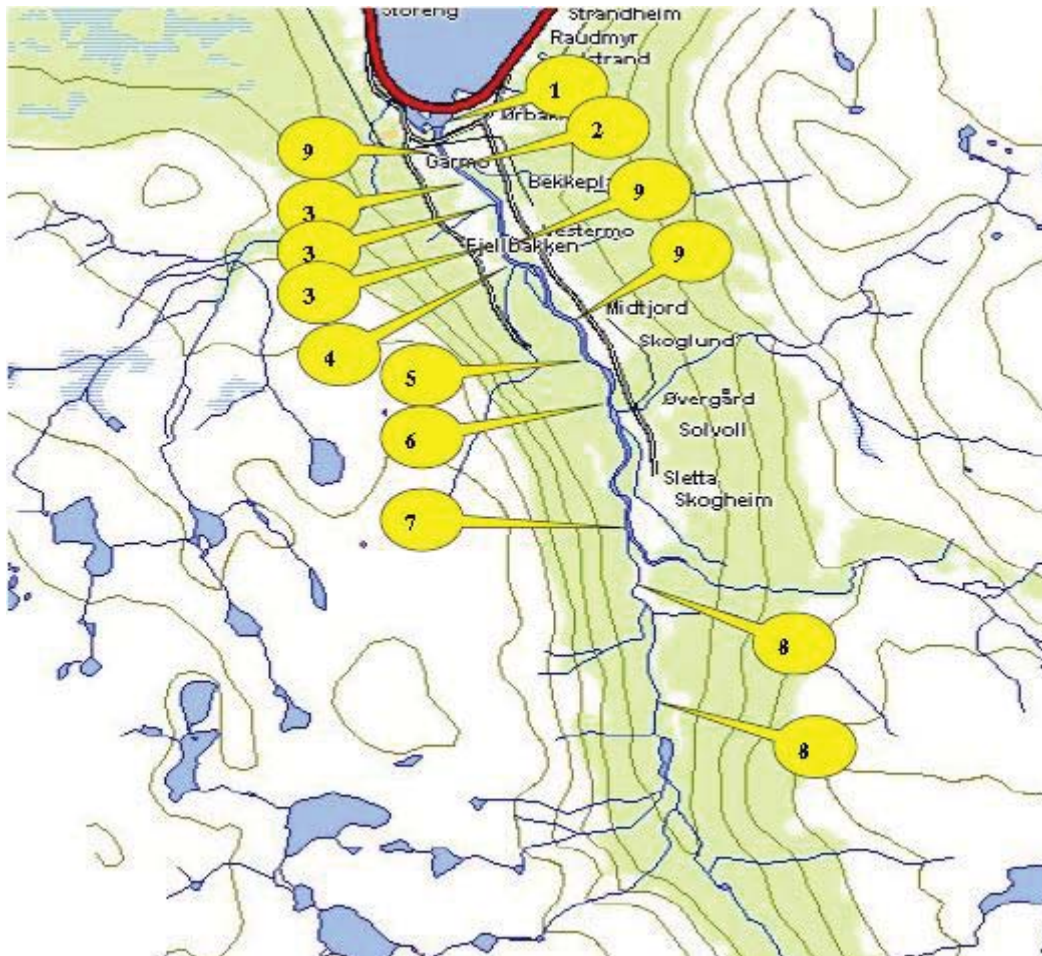 Storeng
Strandheim
Raudmyr
1
2
9
Garmo
Bekkepl
9
3
Vestermo
3
Fjellbakken
9
3
Midtjord
4
Skoglund
5
Øvergård
6
Solvoll
Sletta
Skogheim
7
8
8